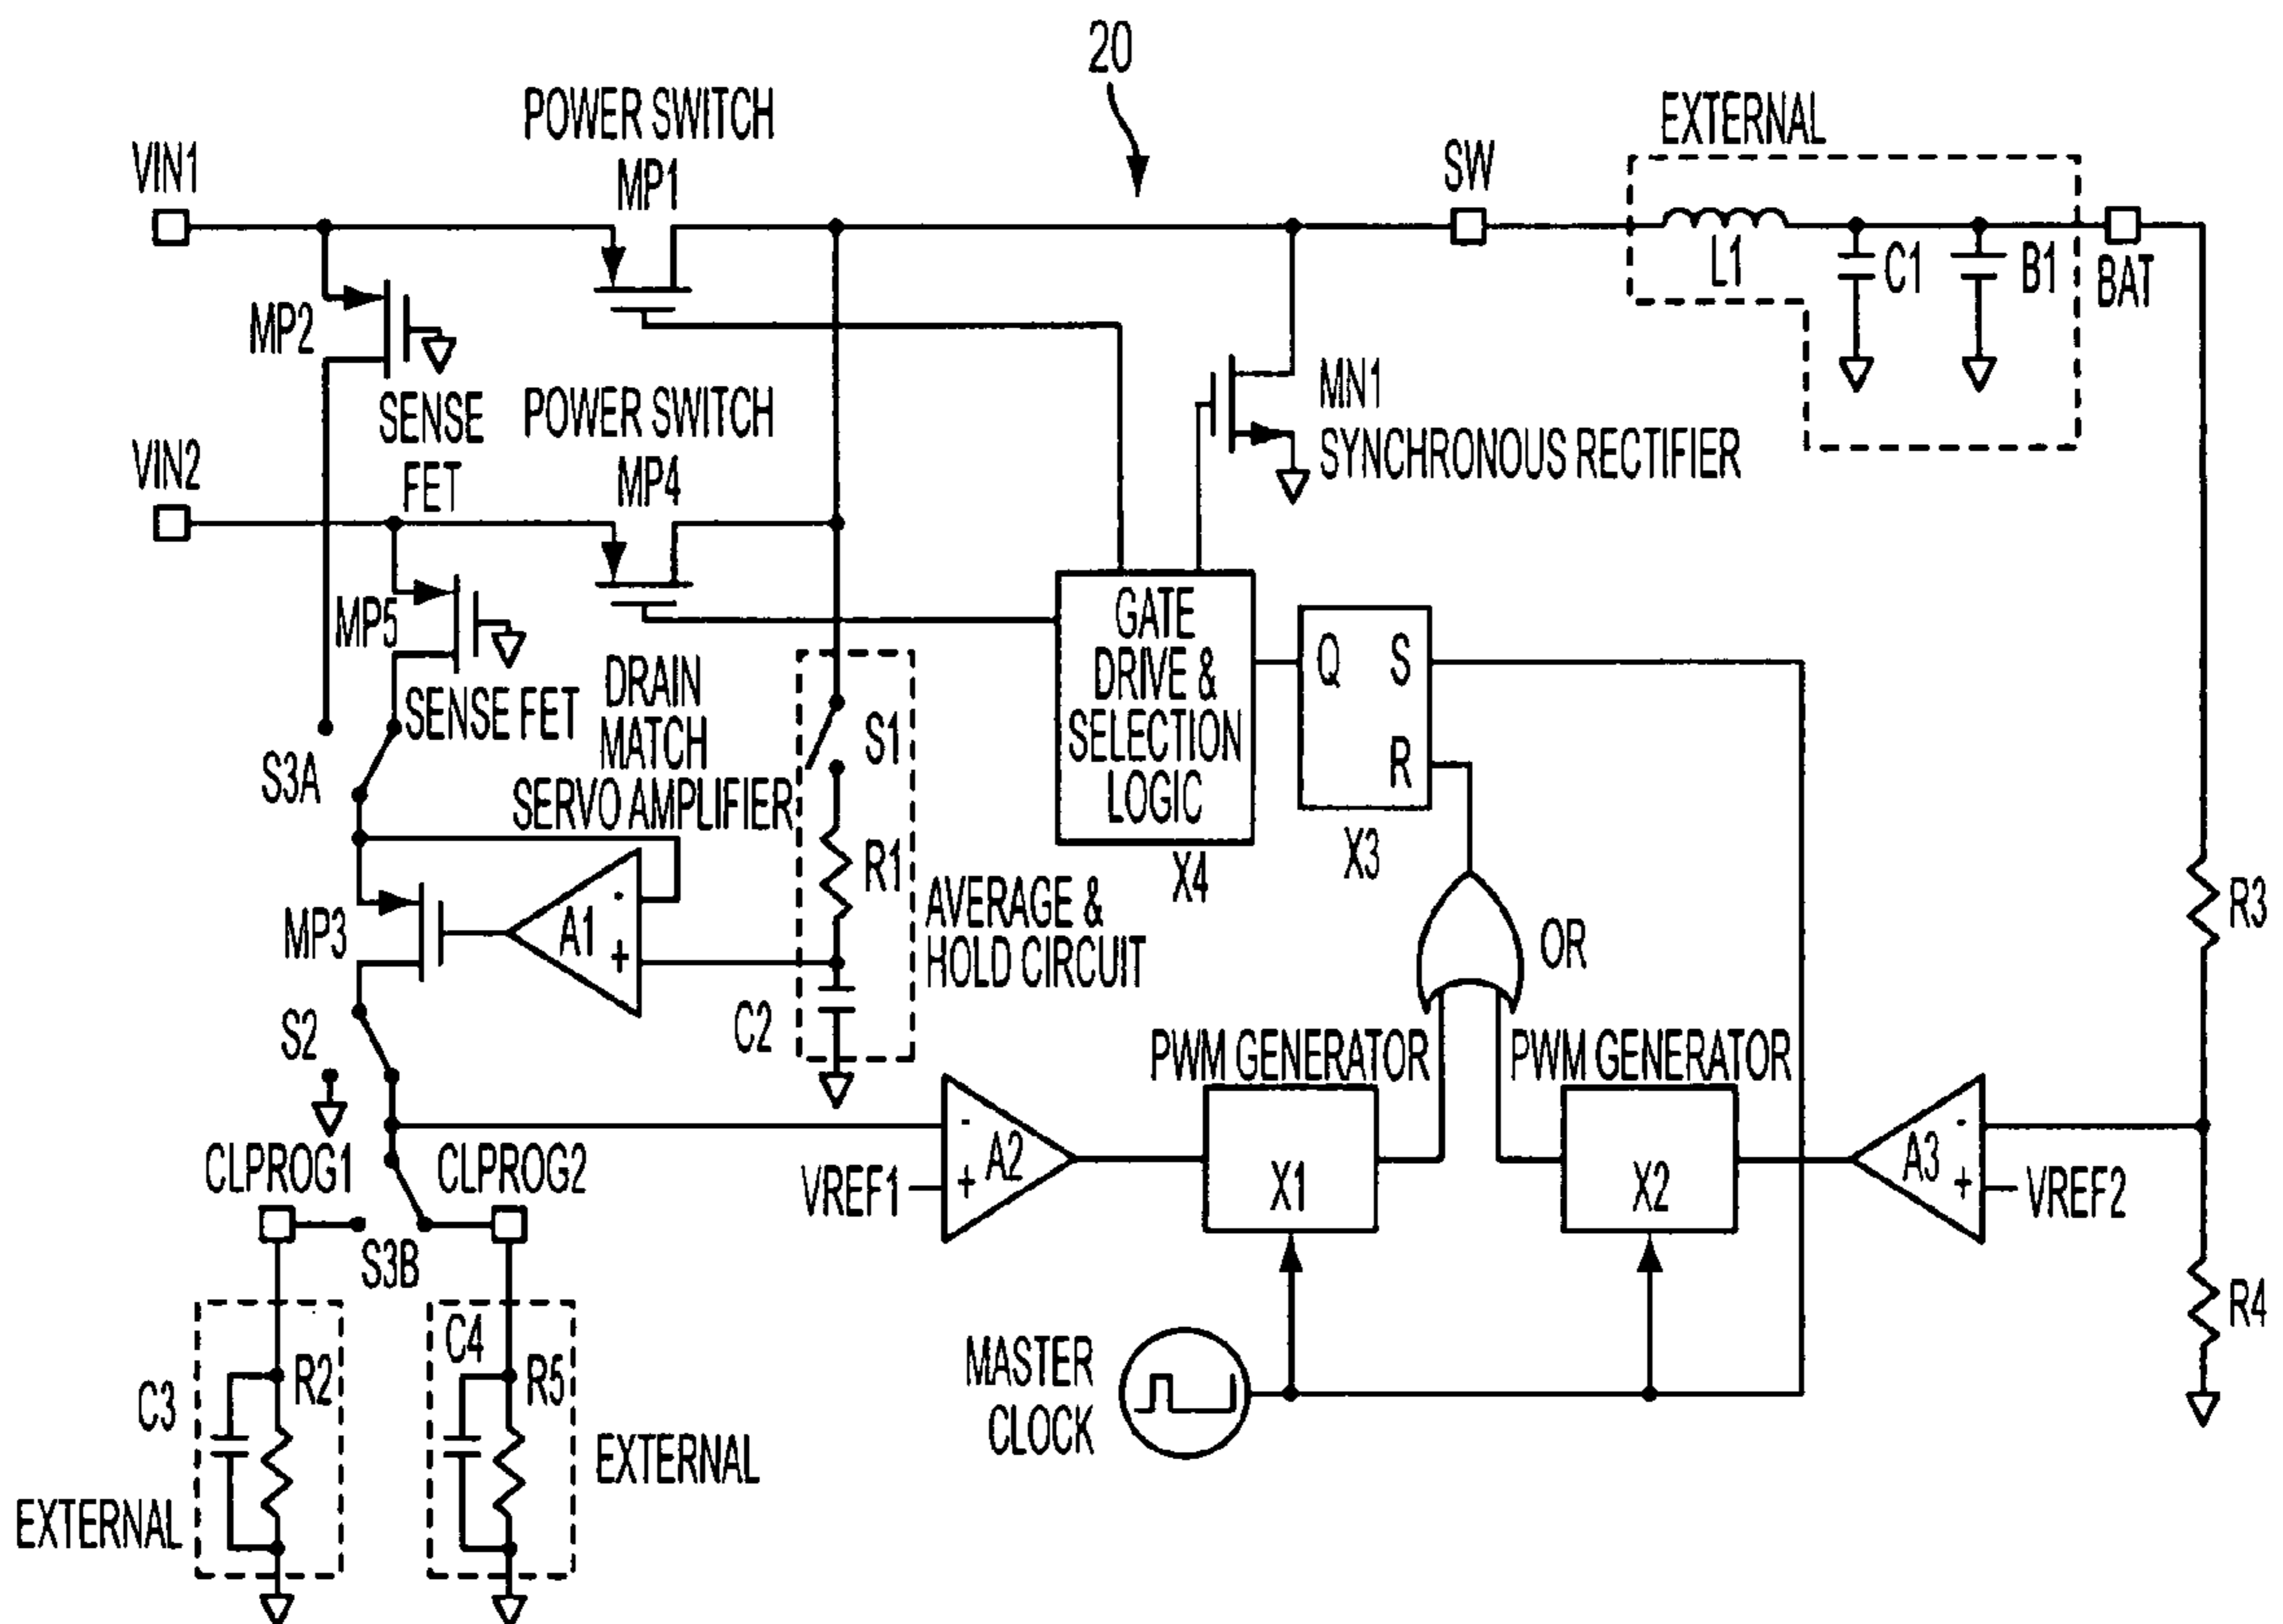 20
POWER SWITCH
MP1
EXTERNAL
VIN1
SW
MP2
L1
C1
B1
BAT
SENSE
FET
POWER SWITCH
MP4
MN1
SYNCHRONOUS RECTIFIER
VIN2
MP5
SENSE FET
DRAIN
MATCH
SERVO AMPLIFIER
S1
GATE
DRIVE &
SELECTION
LOGIC
X4
Q
S
R
X3
S3A
R1
AVERAGE &
HOLD CIRCUIT
MP3
A1
-
+
OR
R3
S2
C2
PWM GENERATOR
PWM GENERATOR
CLPROG1
CLPROG2
VREF1
-
+
A2
X1
X2
A3
-
+
VREF2
S3B
R4
C3
R2
C4
R5
EXTERNAL
EXTERNAL
MASTER
CLOCK